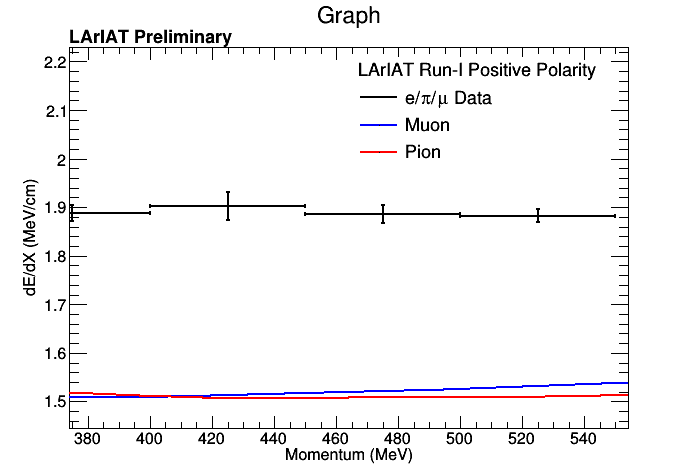 Graph
LArIAT Preliminary
LArIAT Run-I Positive Polarity
e/π/μ Data
Muon
Pion
2.2
2.1
2
1.9
1.8
1.7
1.6
1.5
dE/dX (MeV/cm)
380 400 420 440 460 480 500 520 540
Momentum (MeV)